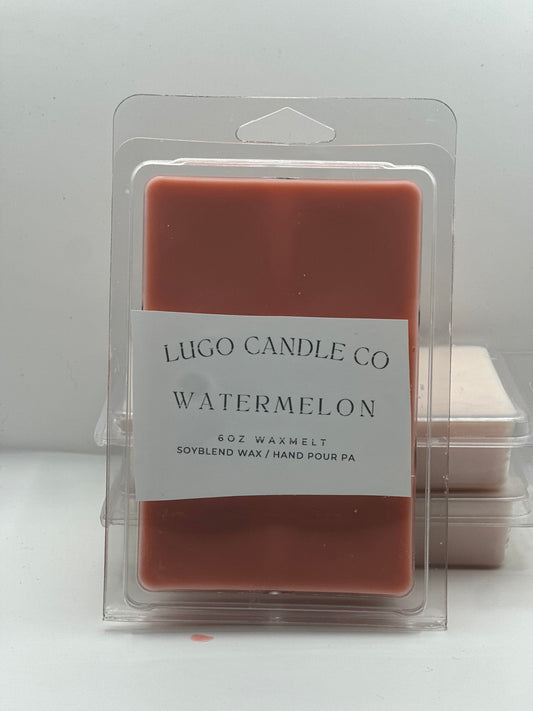 LUGO CANDLE CO
WATERMELON
6OZ WAXMELT
SOYBLEND WAX / HAND POUR PA